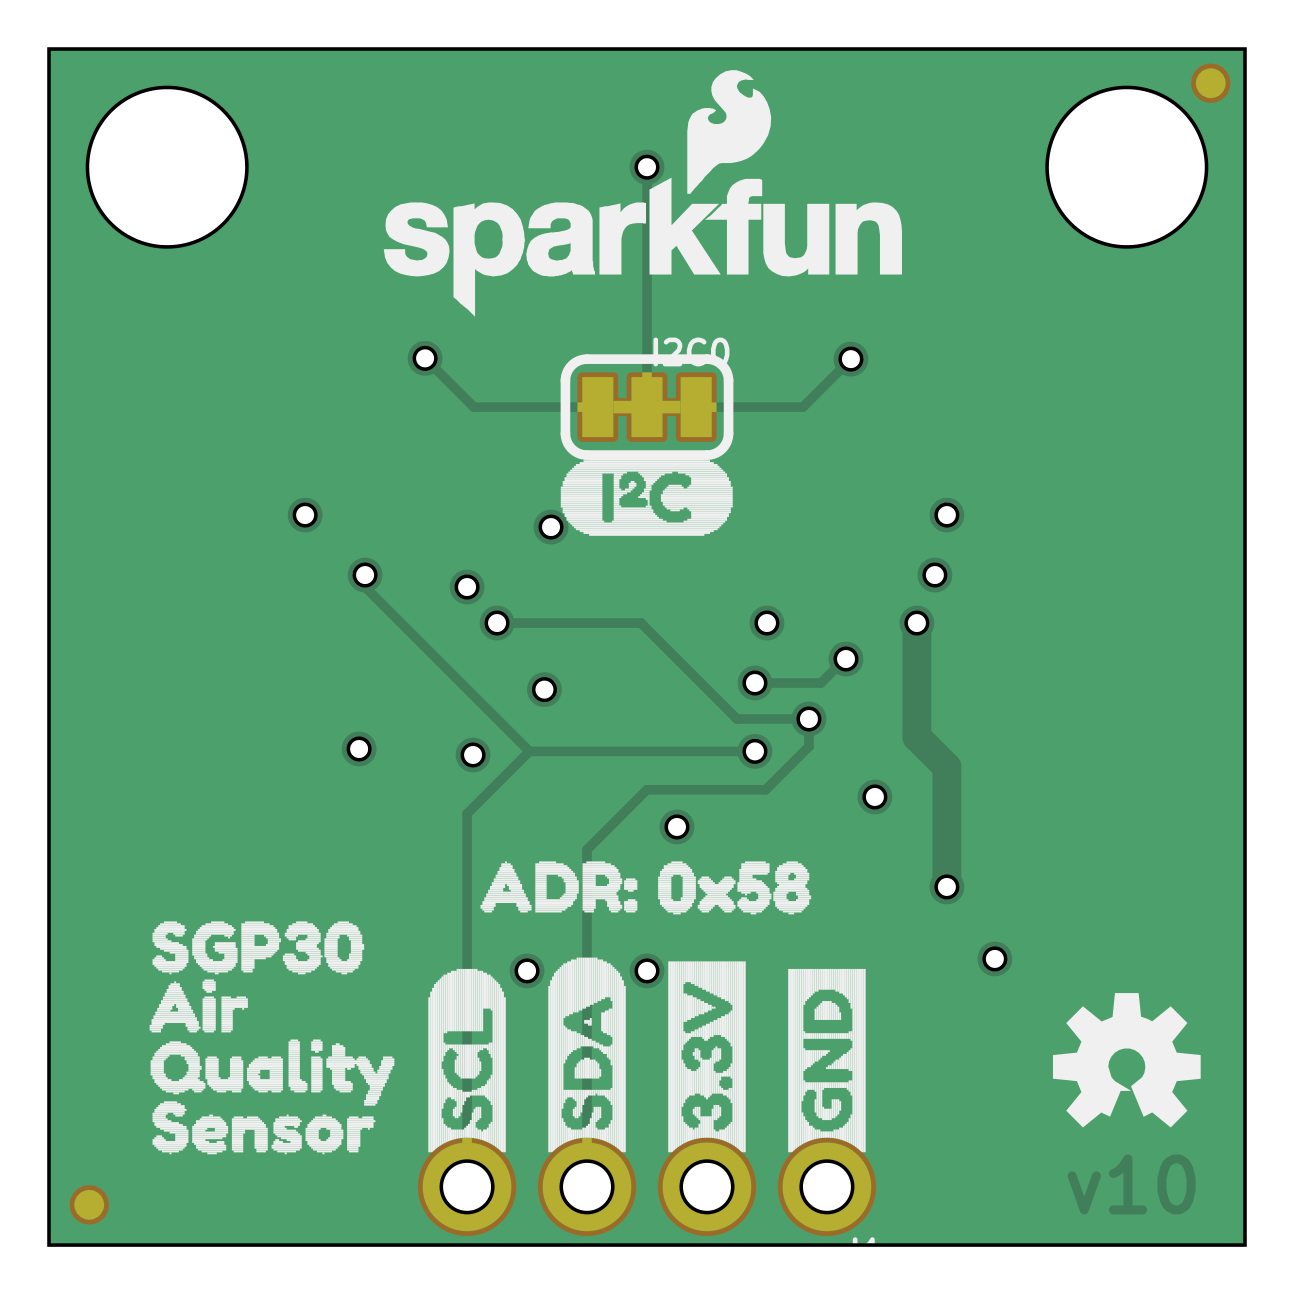 sparkfun
I2C0
I²C
ADR: 0x58
SGP30
Air
Quality
Sensor
SCL
SDA
3.3V
GND
v10